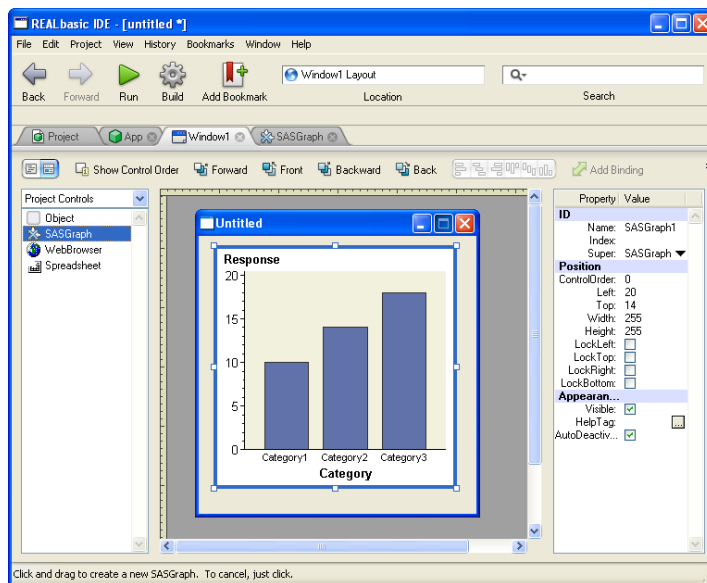 REALbasic IDE - [untitled *]
File Edit Project View History Bookmarks Window Help
Window1 Layout
Back Forward Run Build Add Bookmark Location Search
Project App Window1 SASGraph
Show Control Order Forward Front Backward Back Add Binding
Project Controls
Object
SASGraph
WebBrowser
Spreadsheet
Untitled
Response
20
15
10
5
0
Category1 Category2 Category3
Category
Property Value
ID
Name: SASGraph1
Index:
Super: SASGraph
Position
ControlOrder: 0
Left: 20
Top: 14
Width: 255
Height: 255
LockLeft:
LockTop:
LockRight:
LockBottom:
Appearan...
Visible:
HelpTag: ...
AutoDeactiv...
Click and drag to create a new SASGraph. To cancel, just click.